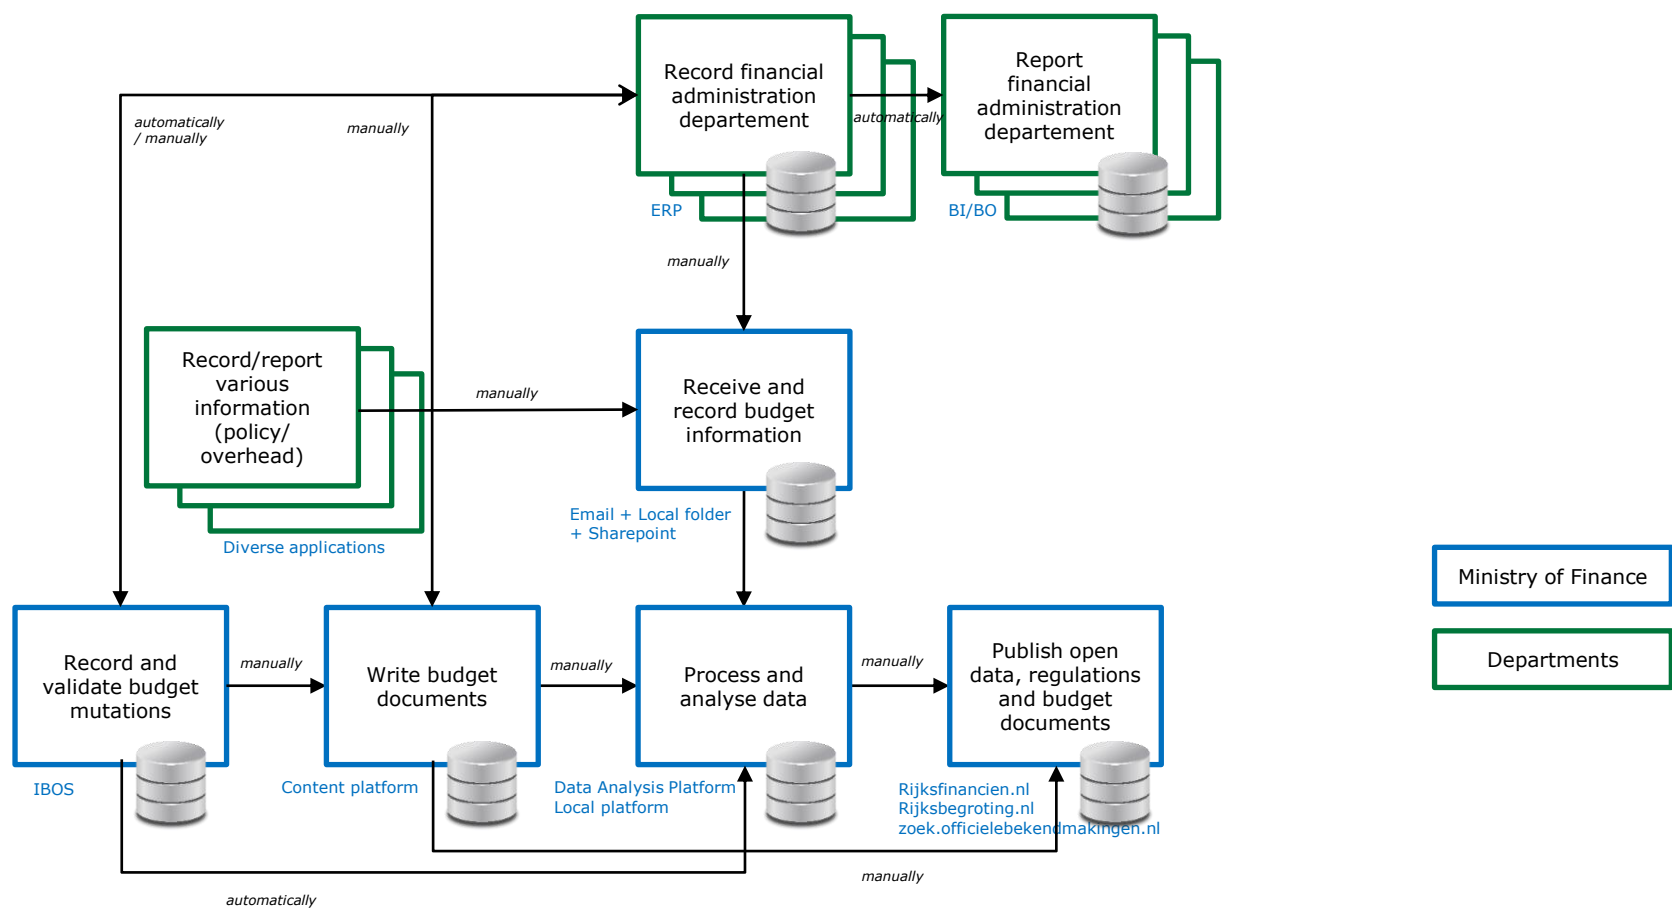 Record financial
administration
departement
Report
financial
administration
departement
automatically
/ manually
manually
automatically
ERP
BI/BO
manually
Record/report
various
information
(policy/
overhead)
manually
Receive and
record budget
information
Email + Local folder
+ Sharepoint
Diverse applications
Ministry of Finance
Departments
Record and
validate budget
mutations
manually
Write budget
documents
manually
Process and
analyse data
manually
Publish open
data, regulations
and budget
documents
IBOS
Content platform
Data Analysis Platform
Local platform
Rijksfinancien.nl
Rijksbegroting.nl
zoek.officielebekendmakingen.nl
manually
automatically